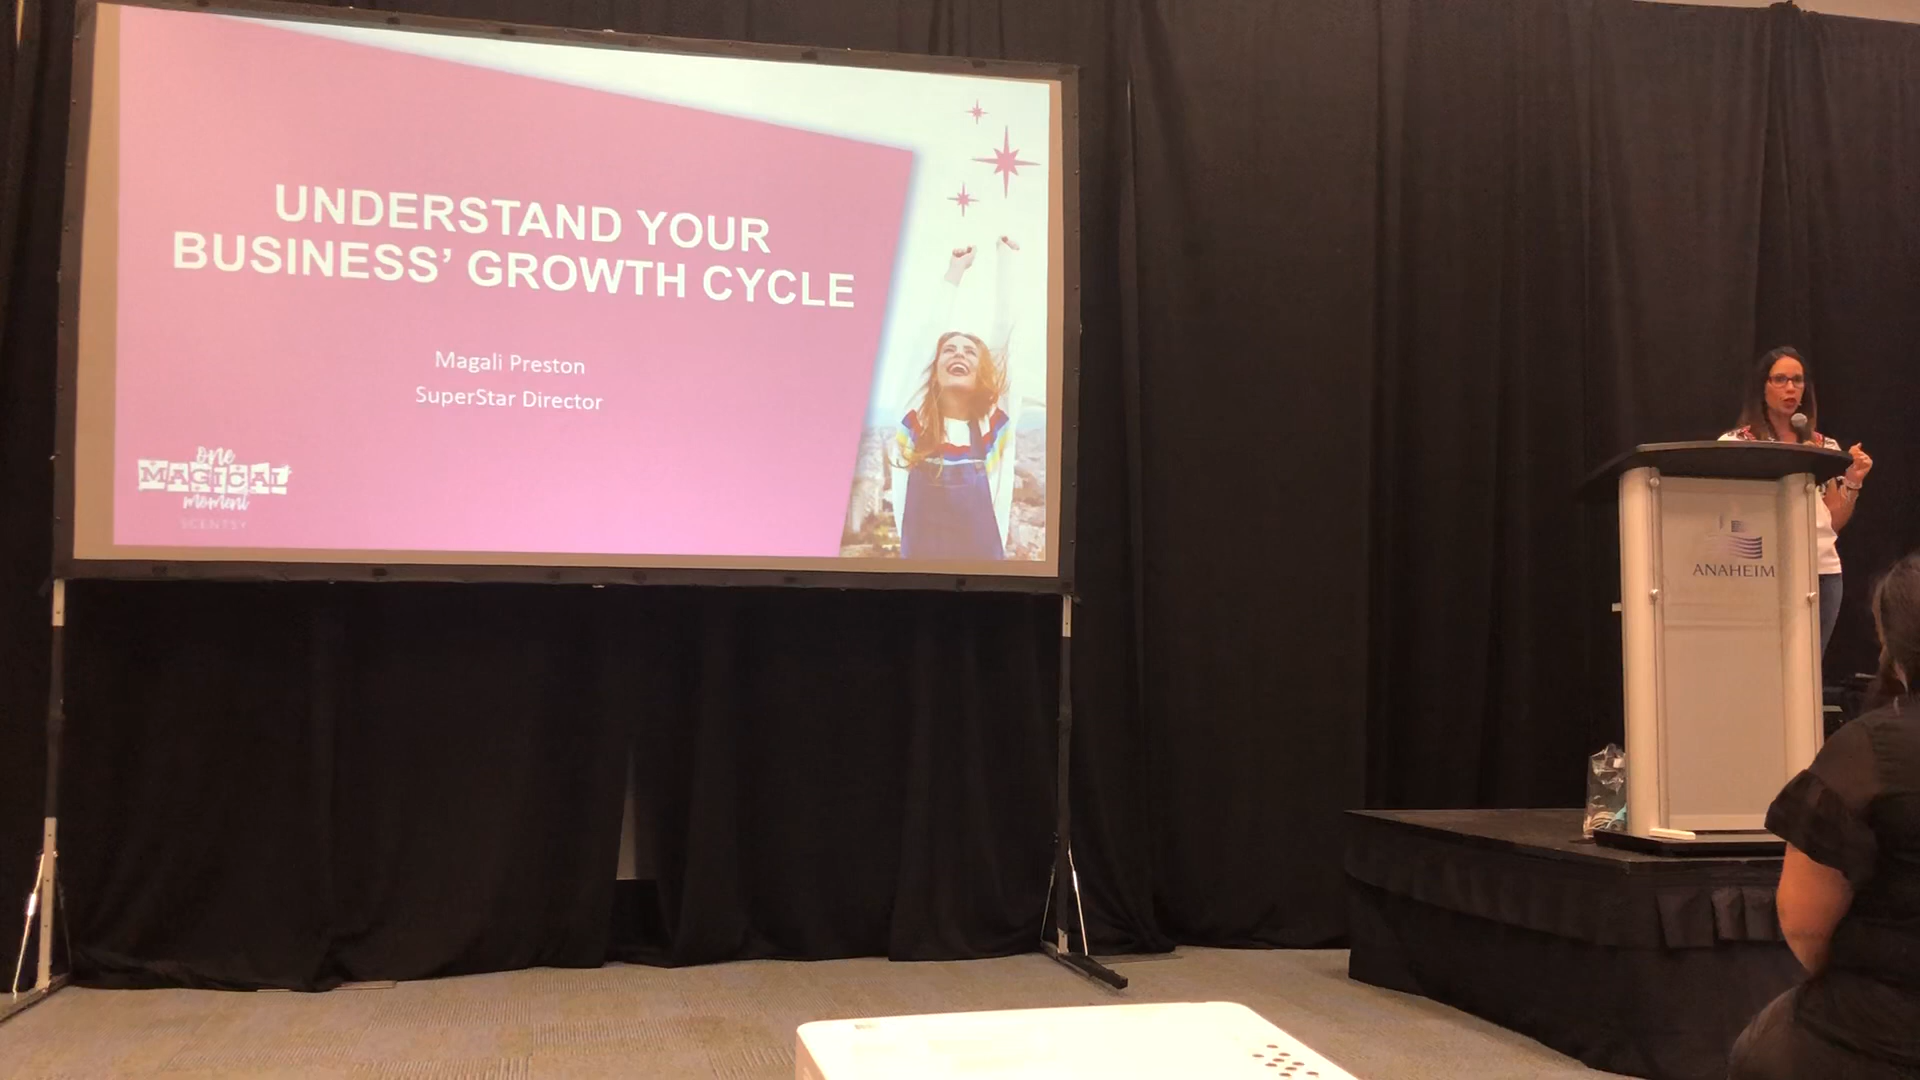 UNDERSTAND YOUR
BUSINESS’ GROWTH CYCLE
Magali Preston
SuperStar Director
one
MAGICAL
moment
SCENTSY
ANAHEIM